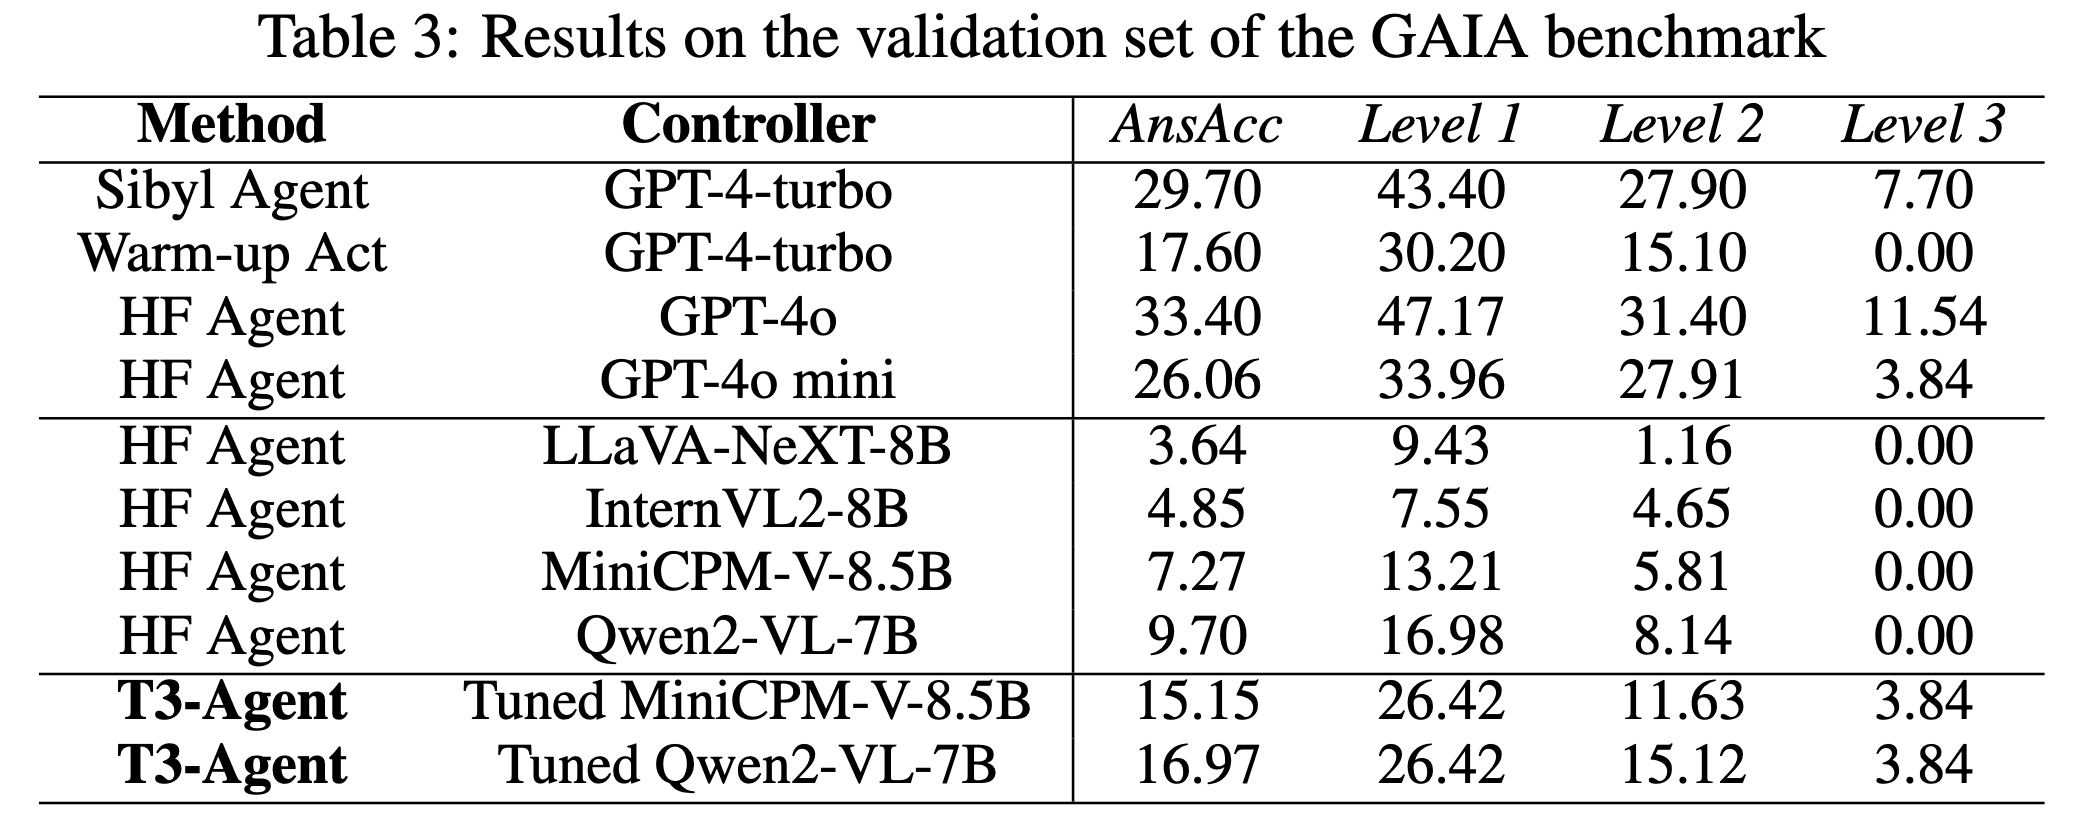 Table 3: Results on the validation set of the GAIA benchmark
Method Controller AnsAcc Level 1 Level 2 Level 3
Sibyl Agent GPT-4-turbo 29.70 43.40 27.90 7.70
Warm-up Act GPT-4-turbo 17.60 30.20 15.10 0.00
HF Agent GPT-4o 33.40 47.17 31.40 11.54
HF Agent GPT-4o mini 26.06 33.96 27.91 3.84
HF Agent LLaVA-NeXT-8B 3.64 9.43 1.16 0.00
HF Agent InternVL2-8B 4.85 7.55 4.65 0.00
HF Agent MiniCPM-V-8.5B 7.27 13.21 5.81 0.00
HF Agent Qwen2-VL-7B 9.70 16.98 8.14 0.00
T3-Agent Tuned MiniCPM-V-8.5B 15.15 26.42 11.63 3.84
T3-Agent Tuned Qwen2-VL-7B 16.97 26.42 15.12 3.84